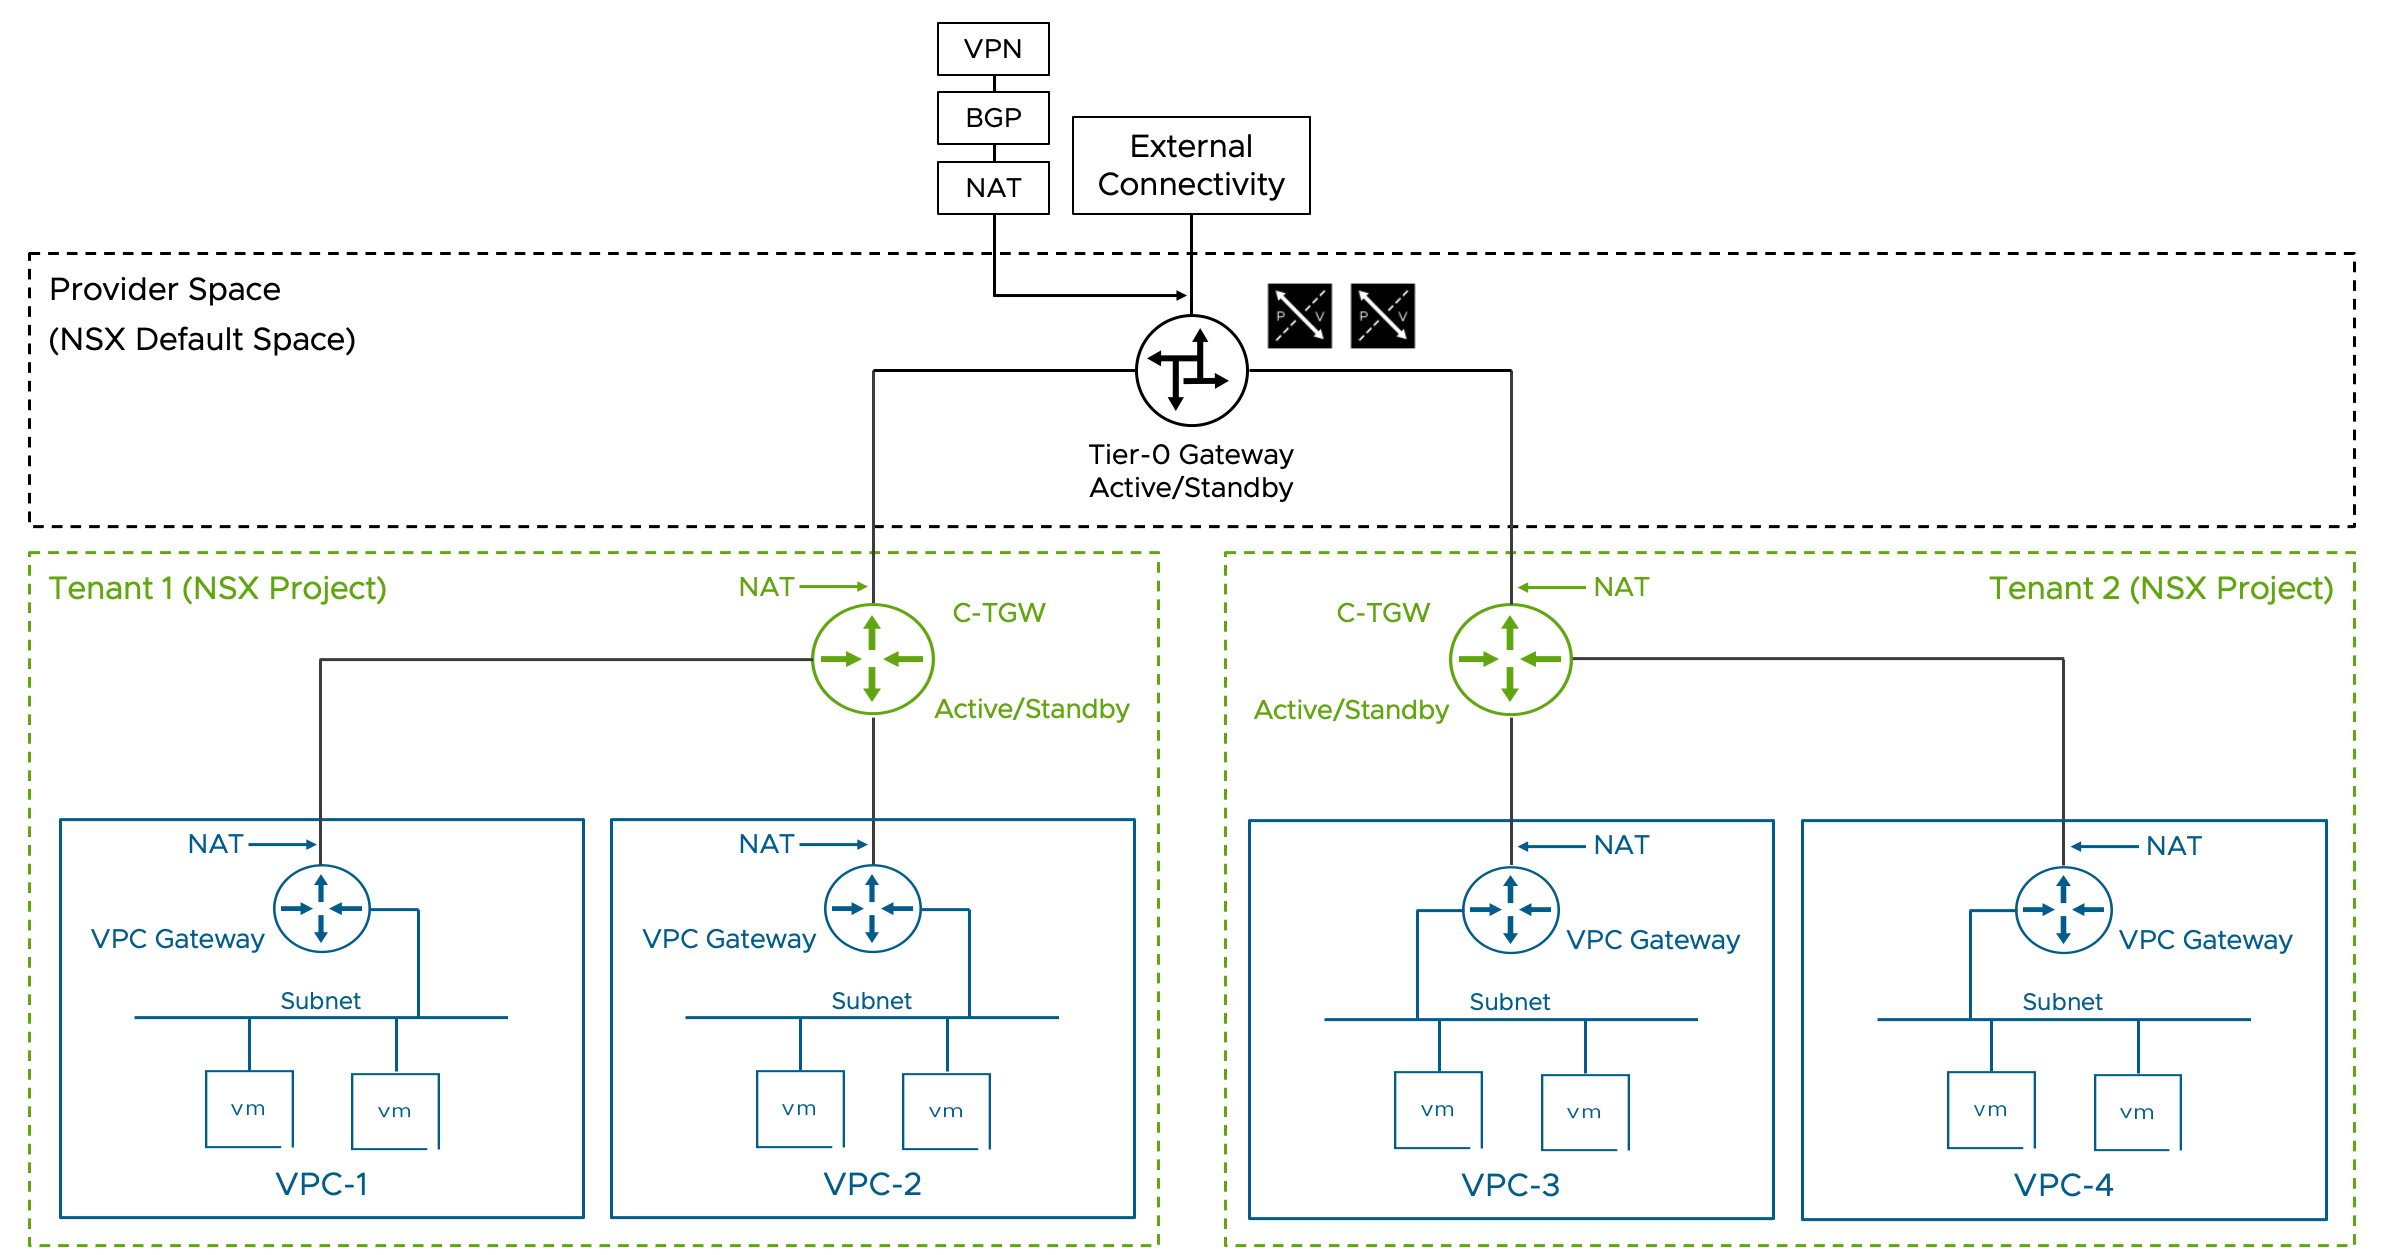 VPN
BGP
NAT
External
Connectivity
Provider Space
(NSX Default Space)
P V
P V
Tier-0 Gateway
Active/Standby
Tenant 1 (NSX Project)
NAT
C-TGW
Active/Standby
C-TGW
NAT
Tenant 2 (NSX Project)
Active/Standby
NAT
VPC Gateway
Subnet
vm
vm
VPC-1
NAT
VPC Gateway
Subnet
vm
vm
VPC-2
NAT
VPC Gateway
Subnet
vm
vm
VPC-3
NAT
VPC Gateway
Subnet
vm
vm
VPC-4